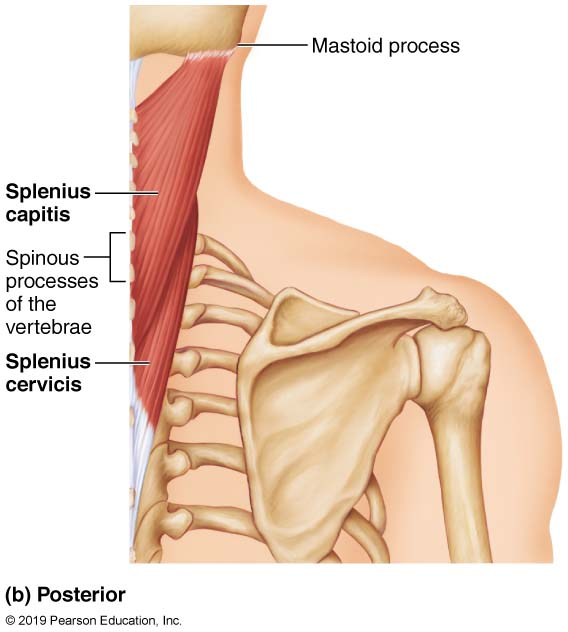 Mastoid process
Splenius
capitis
Spinous
processes
of the
vertebrae
Splenius
cervicis
(b) Posterior
© 2019 Pearson Education, Inc.